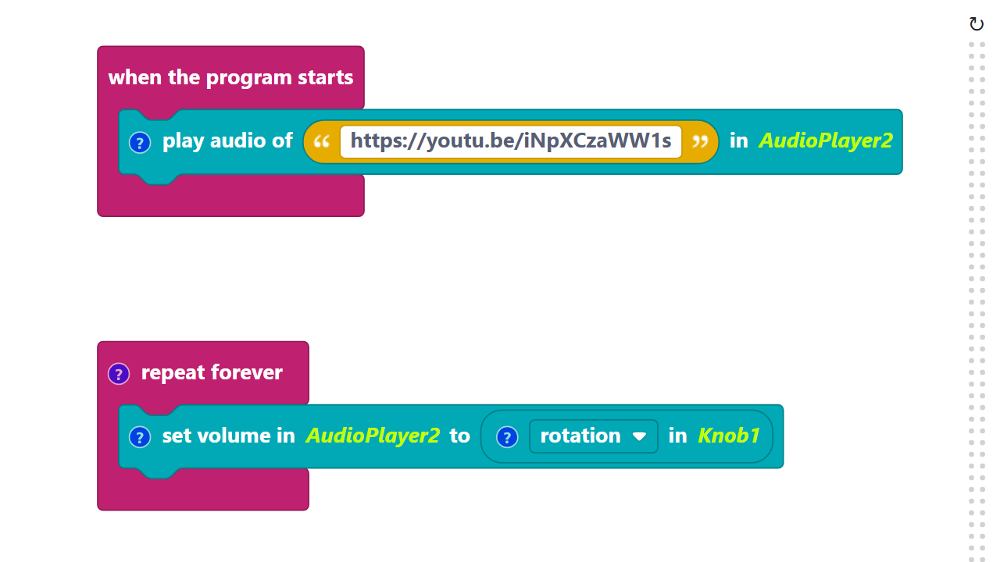 when the program starts
? play audio of “ https://youtu.be/iNpXCzaWW1s ” in AudioPlayer2
? repeat forever
? set volume in AudioPlayer2 to ? rotation in Knob1